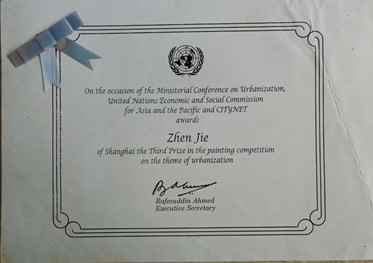 On the occasion of the Ministerial Conference on Urbanization,
United Nations Economic and Social Commission
for Asia and the Pacific and CITYNET
awards
Zhen Jie
of Shanghai the Third Prize in the painting competition
on the theme of urbanization
Rafeeuddin Ahmed
Executive Secretary